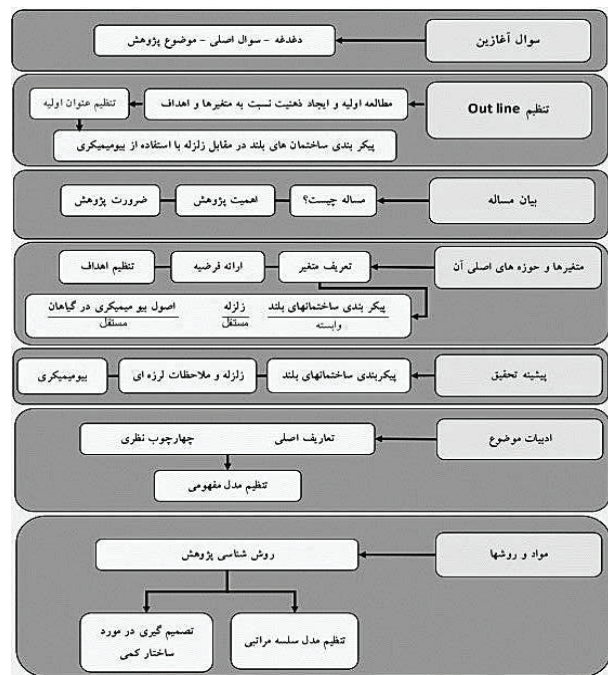 سوال آغازین
دغدغه - سوال اصلی - موضوع پژوهش
تنظیم Out line
مطالعه اولیه و ایجاد ذهنیت نسبت به متغیرها و اهداف
تنظیم عنوان اولیه
پیکر بندی ساختمان های بلند در مقابل زلزله با استفاده از بیومیمیکری
بیان مساله
مساله چیست؟
اهمیت پژوهش
ضرورت پژوهش
متغیرها و حوزه های اصلی آن
تعریف متغیر
ارائه فرضیه
تنظیم اهداف
پیکر بندی ساختمانهای بلند
وابسته
زلزله
مستقل
اصول بیو میمیکری در گیاهان
مستقل
پیشینه تحقیق
پیکربندی ساختمانهای بلند
زلزله و ملاحظات لرزه ای
بیومیمیکری
ادبیات موضوع
تعاریف اصلی
چهارچوب نظری
تنظیم مدل مفهومی
مواد و روشها
روش شناسی پژوهش
تنظیم مدل سلسه مراتبی
تصمیم گیری در مورد
ساختار کمی